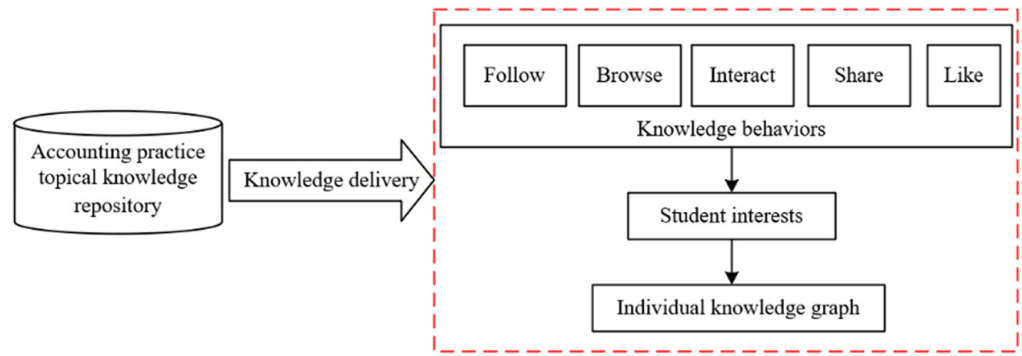 Accounting practice
topical knowledge
repository
Knowledge delivery
Follow
Browse
Interact
Share
Like
Knowledge behaviors
Student interests
Individual knowledge graph